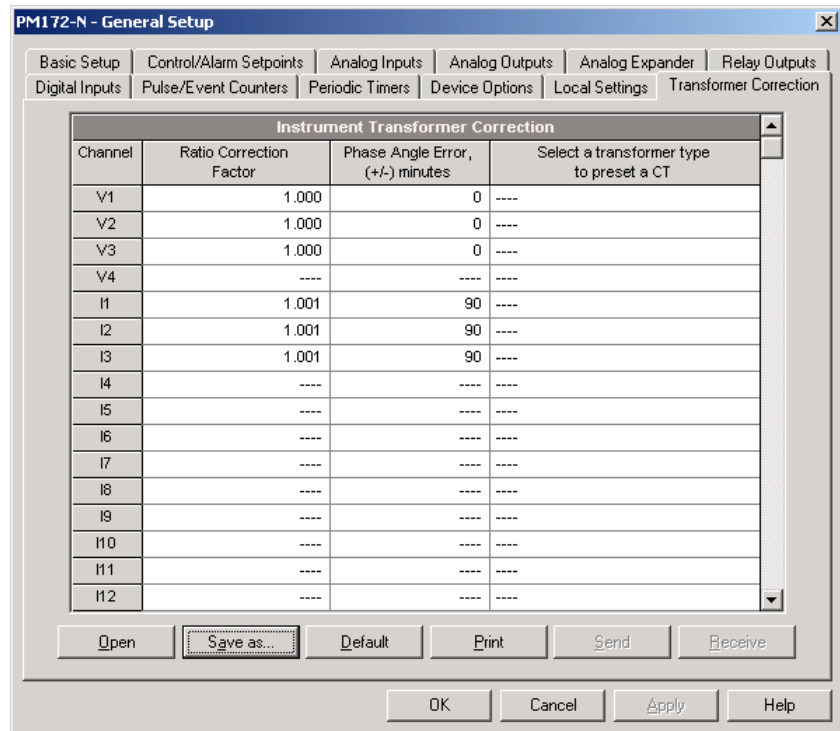 PM172-N - General Setup
Basic Setup Control/Alarm Setpoints Analog Inputs Analog Outputs Analog Expander Relay Outputs
Digital Inputs Pulse/Event Counters Periodic Timers Device Options Local Settings Transformer Correction
Instrument Transformer Correction
Channel Ratio Correction Factor Phase Angle Error, (+/-) minutes Select a transformer type to preset a CT
V1 1.000 0 ----
V2 1.000 0 ----
V3 1.000 0 ----
V4 ---- ---- ----
I1 1.001 90 ----
I2 1.001 90 ----
I3 1.001 90 ----
I4 ---- ---- ----
I5 ---- ---- ----
I6 ---- ---- ----
I7 ---- ---- ----
I8 ---- ---- ----
I9 ---- ---- ----
I10 ---- ---- ----
I11 ---- ---- ----
I12 ---- ---- ----
Open Save as... Default Print Send Receive
OK Cancel Apply Help